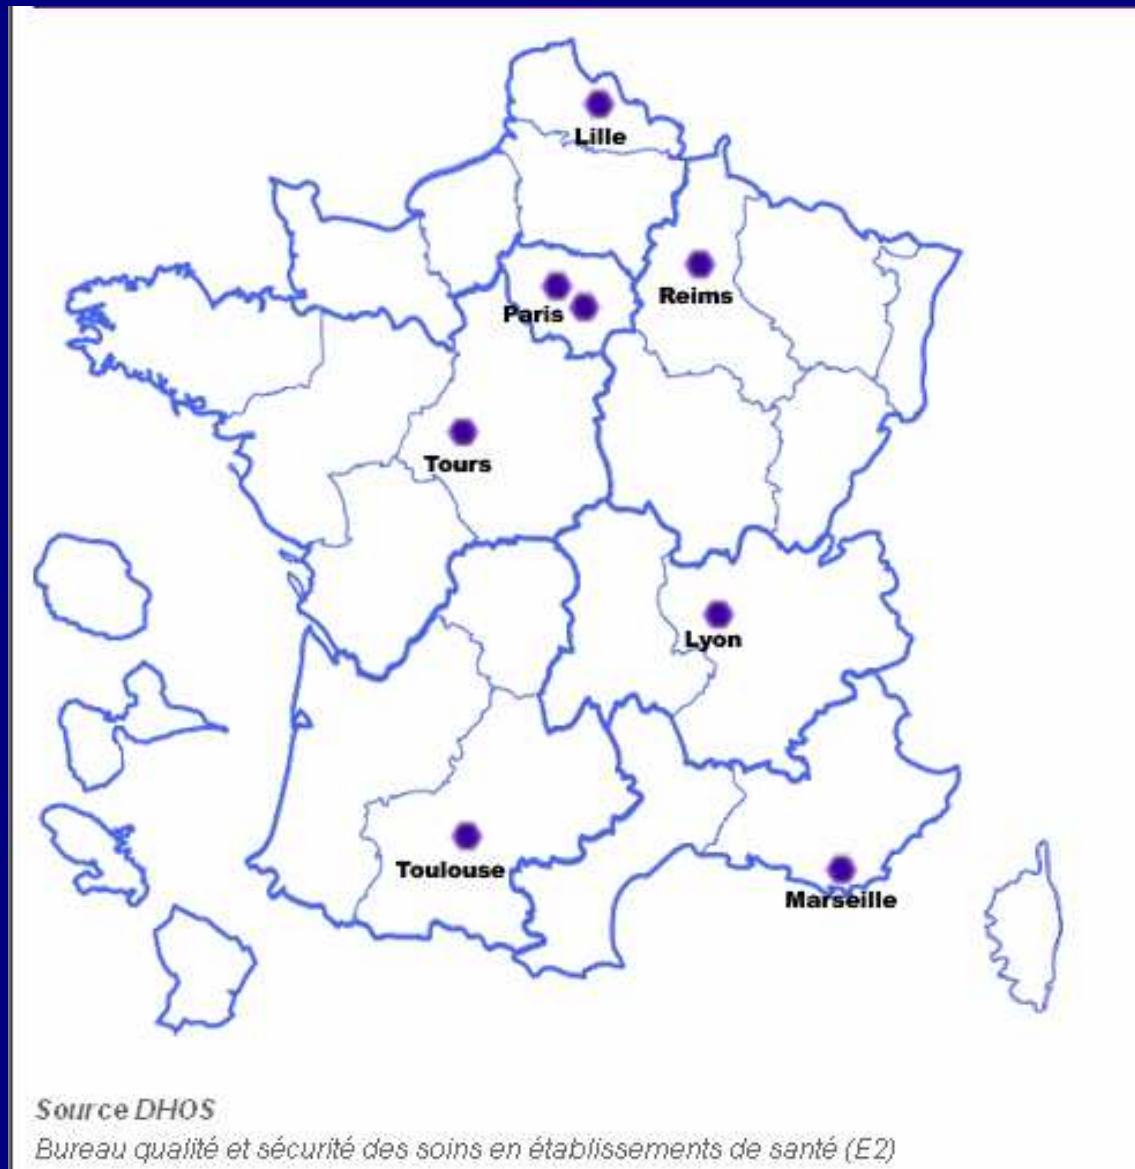 Lille
Reims
Paris
Tours
Lyon
Toulouse
Marseille
Source DHOS
Bureau qualité et sécurité des soins en établissements de santé (E2)